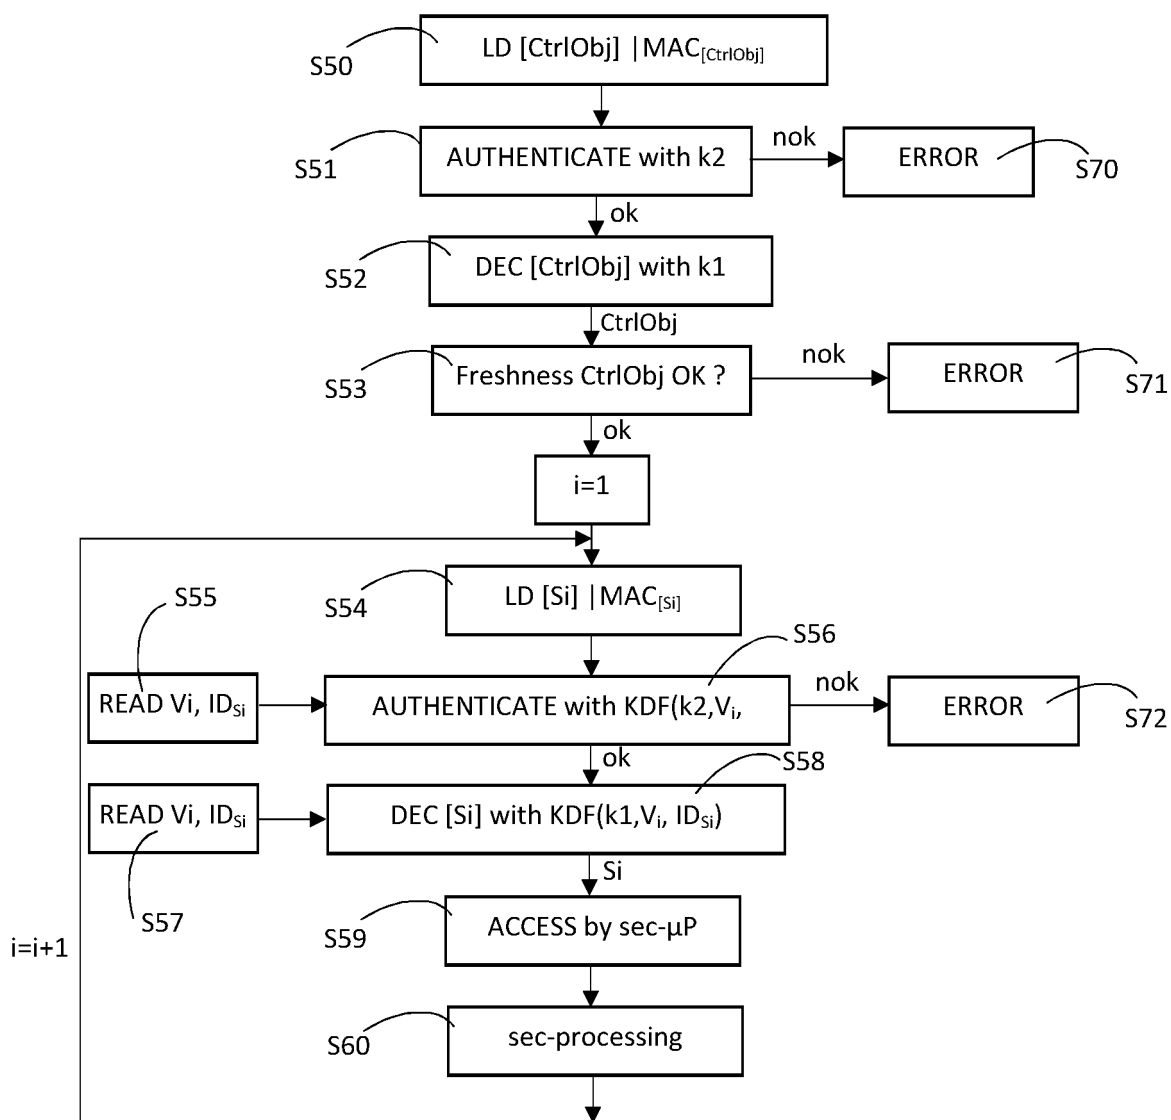 LD [CtrlObj] |MAC[CtrlObj]
S50
AUTHENTICATE with k2
nok
ERROR
S51
S70
ok
DEC [CtrlObj] with k1
S52
CtrlObj
Freshness CtrlObj OK ?
nok
ERROR
S53
S71
ok
i=1
LD [Si] |MAC[Si]
S54
S55
S56
READ Vi, IDSi
AUTHENTICATE with KDF(k2,Vi,
nok
ERROR
S72
ok
S58
READ Vi, IDSi
DEC [Si] with KDF(k1,Vi, IDSi)
Si
S57
ACCESS by sec-µP
S59
i=i+1
sec-processing
S60